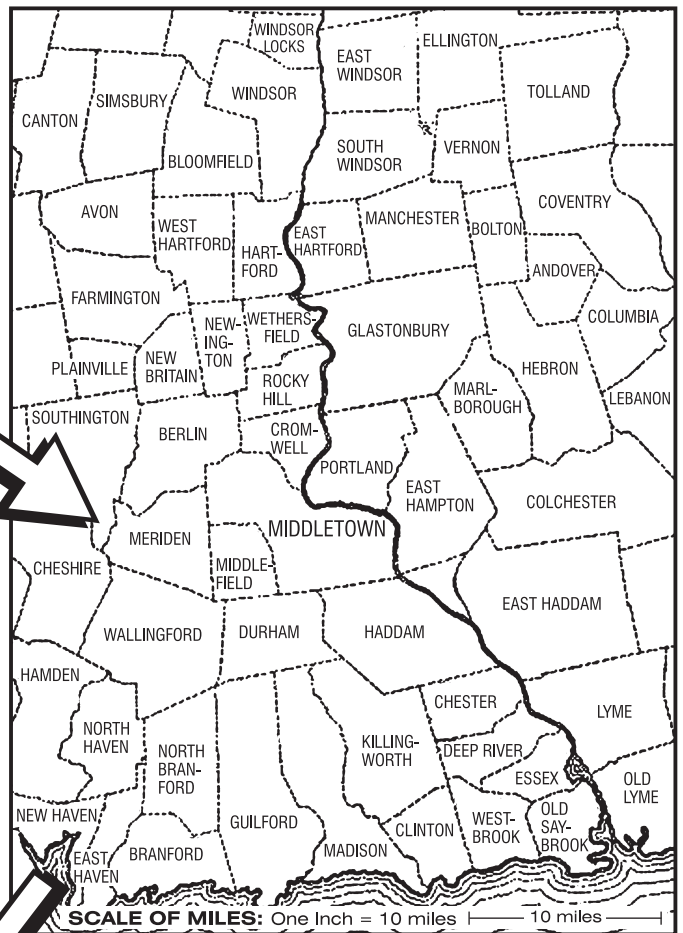 WINDSOR
LOCKS
EAST
WINDSOR
ELLINGTON
SIMSBURY
WINDSOR
TOLLAND
CANTON
BLOOMFIELD
SOUTH
WINDSOR
VERNON
AVON
WEST
HARTFORD
HART-
FORD
EAST
HARTFORD
MANCHESTER
BOLTON
COVENTRY
ANDOVER
FARMINGTON
NEW-
ING-
TON
WETHERS-
FIELD
GLASTONBURY
COLUMBIA
PLAINVILLE
NEW
BRITAIN
ROCKY
HILL
MARL-
BOROUGH
HEBRON
LEBANON
SOUTHINGTON
BERLIN
CROM-
WELL
PORTLAND
EAST
HAMPTON
COLCHESTER
MERIDEN
MIDDLETOWN
CHESHIRE
MIDDLE-
FIELD
EAST HADDAM
WALLINGFORD
DURHAM
HADDAM
HAMDEN
CHESTER
LYME
NORTH
HAVEN
NORTH
BRAN-
FORD
KILLING-
WORTH
DEEP RIVER
ESSEX
OLD
LYME
NEW HAVEN
GUILFORD
CLINTON
WEST-
BROOK
OLD
SAY-
BROOK
EAST
HAVEN
BRANFORD
MADISON
SCALE OF MILES: One Inch = 10 miles 10 miles